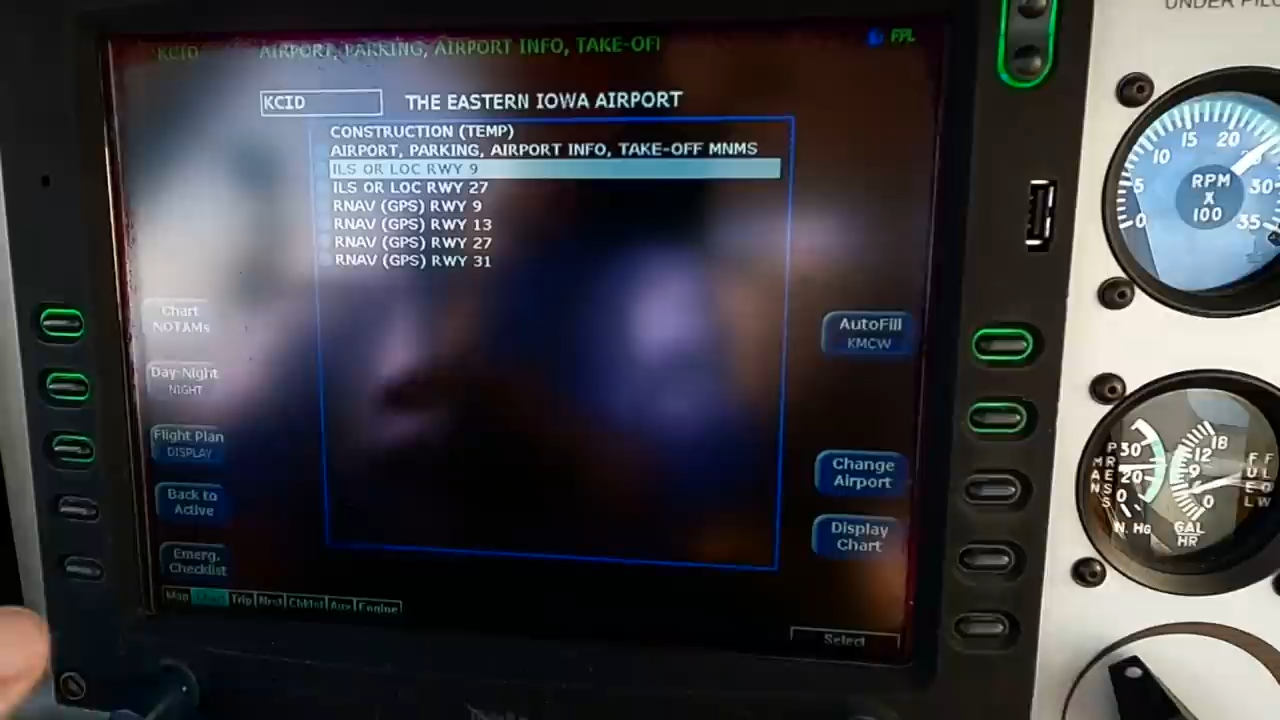 UNDER PILO
KCID AIRPORT, PARKING, AIRPORT INFO, TAKE-OFF FPL
KCID THE EASTERN IOWA AIRPORT
CONSTRUCTION (TEMP)
AIRPORT, PARKING, AIRPORT INFO, TAKE-OFF MNMS
ILS OR LOC RWY 9
ILS OR LOC RWY 27
RNAV (GPS) RWY 9
RNAV (GPS) RWY 13
RNAV (GPS) RWY 27
RNAV (GPS) RWY 31
Chart
NOTAMs
Day-Night
NIGHT
Flight Plan
DISPLAY
Back to
Active
Emerg.
Checklist
AutoFill
KMCW
Change
Airport
Display
Chart
Map Chart Trip Nrst Chklst Aux Engine
Select
0 5 10 15 20 30 35
RPM
X
100
MAN
PRESS
30
20
0
IN. HG
18
12
9
0
GAL
HR
FUEL
FLOW